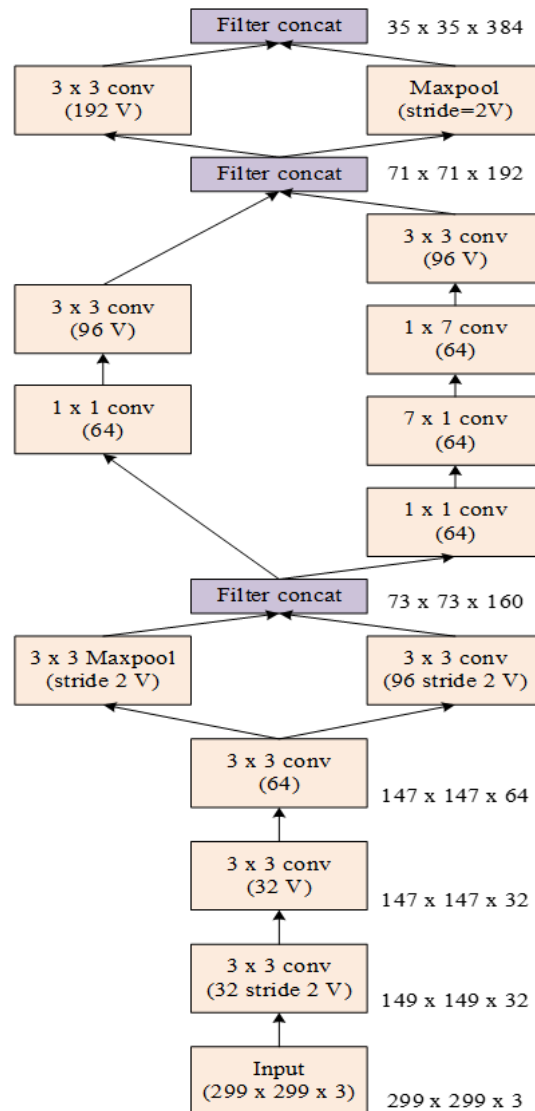 Filter concat 35 x 35 x 384
3 x 3 conv
(192 V)
Maxpool
(stride=2V)
Filter concat 71 x 71 x 192
3 x 3 conv
(96 V)
3 x 3 conv
(96 V)
1 x 7 conv
(64)
1 x 1 conv
(64)
7 x 1 conv
(64)
1 x 1 conv
(64)
Filter concat 73 x 73 x 160
3 x 3 Maxpool
(stride 2 V)
3 x 3 conv
(96 stride 2 V)
3 x 3 conv
(64)
147 x 147 x 64
3 x 3 conv
(32 V)
147 x 147 x 32
3 x 3 conv
(32 stride 2 V)
149 x 149 x 32
Input
(299 x 299 x 3)
299 x 299 x 3